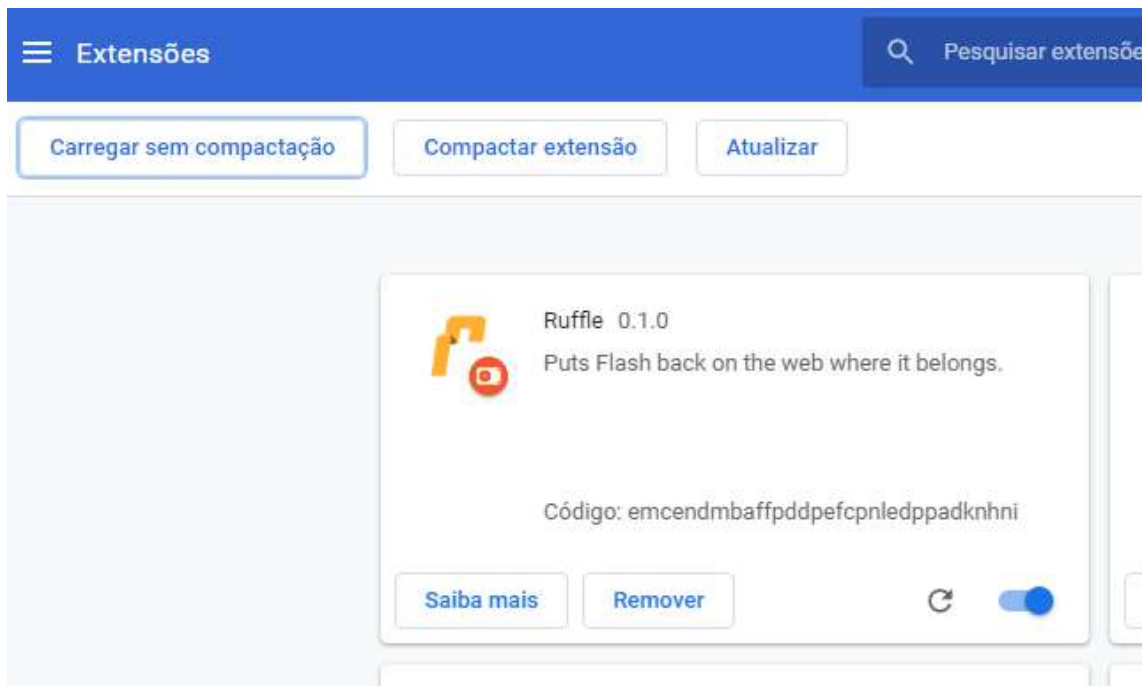 Extensões
Pesquisar extensõe
Carregar sem compactação
Compactar extensão
Atualizar
Ruffle 0.1.0
Puts Flash back on the web where it belongs.
Código: emcendmbaffpddpefcpnledppadknhni
Saiba mais
Remover